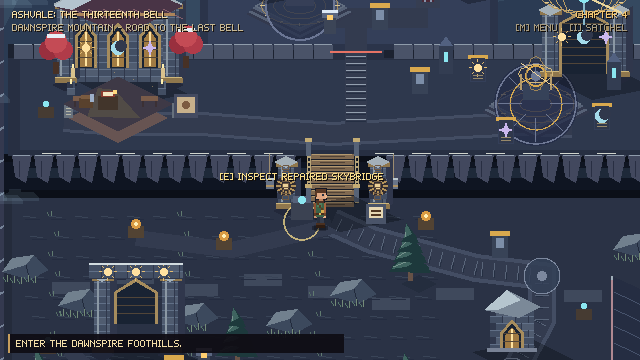 ASHVALE: THE THIRTEENTH BELL
DAWNSPIRE MOUNTAIN: ROAD TO THE LAST BELL
CHAPTER 4
[M] MENU [I] SATCHEL
[E] INSPECT REPAIRED SKYBRIDGE
ENTER THE DAWNSPIRE FOOTHILLS.